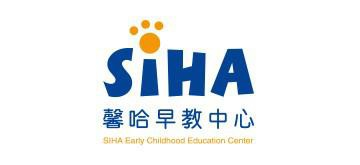 SiHA
馨哈早教中心
SIHA Early Childhood Education Center